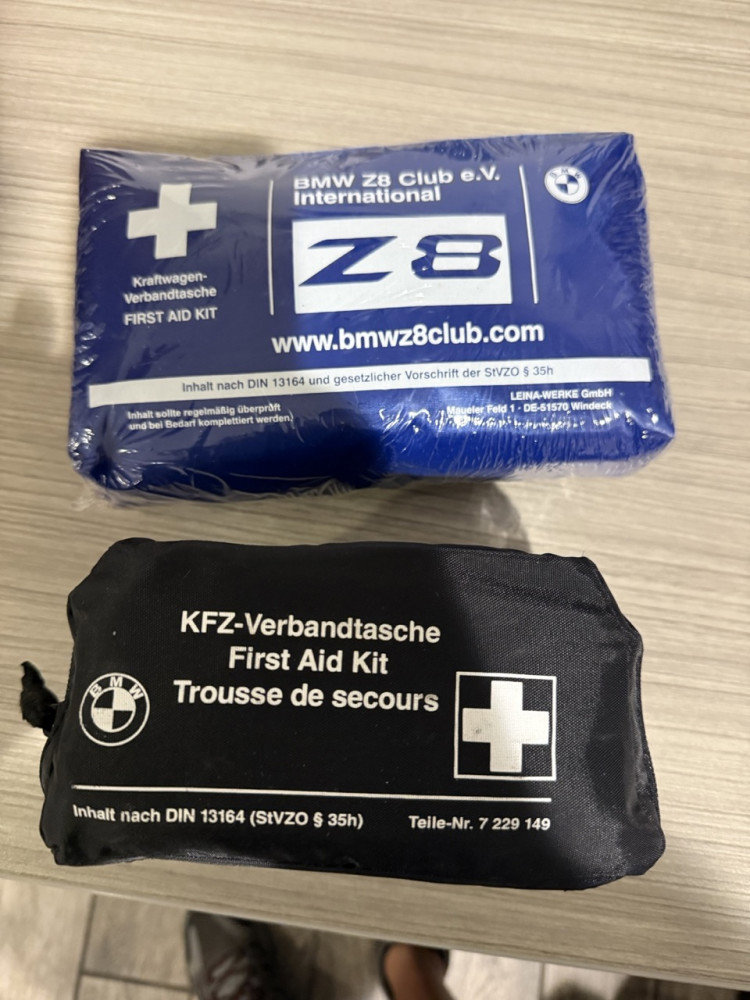 BMW Z8 Club e.V.
International
BMW
Z8
Kraftwagen-
Verbandtasche
FIRST AID KIT
www.bmwz8club.com
Inhalt nach DIN 13164 und gesetzlicher Vorschrift der StVZO § 35h
Inhalt sollte regelmäßig überprüft
und bei Bedarf komplettiert werden.
LEINA-WERKE GmbH
Maueler Feld 1 · DE-51570 Windeck
KFZ-Verbandtasche
First Aid Kit
Trousse de secours
BMW
Inhalt nach DIN 13164 (StVZO § 35h)
Teile-Nr. 7 229 149